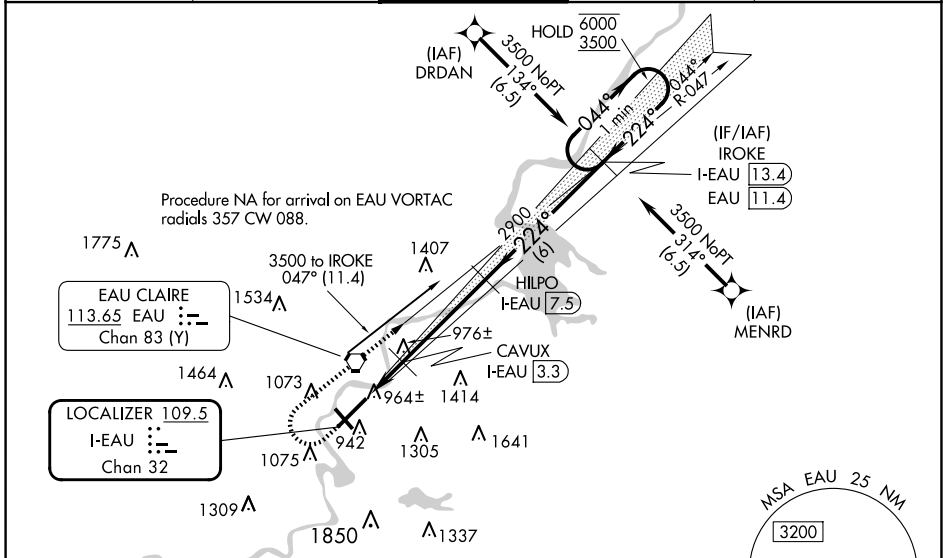 (IAF)
DRDAN
3500 NoPT
134°
(6.5)
HOLD
6000
3500
044°
1 min
224°
044°
R-047
(IF/IAF)
IROKE
I-EAU 13.4
EAU 11.4
3500 NoPT
314°
(6.5)
(IAF)
MENRD
Procedure NA for arrival on EAU VORTAC
radials 357 CW 088.
2900
224°
(6)
1775
1407
3500 to IROKE
047° (11.4)
HILPO
I-EAU 7.5
EAU CLAIRE
113.65 EAU
Chan 83 (Y)
1534
976±
CAVUX
I-EAU 3.3
1464
1073
964±
1414
LOCALIZER 109.5
I-EAU
Chan 32
942
1305
1641
1075
1309
1850
1337
MSA EAU 25 NM
3200